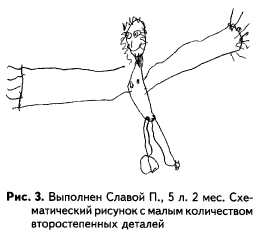 Рис. 3. Выполнен Славой П., 5 л. 2 мес. Схе-
матический рисунок с малым количеством
второстепенных деталей